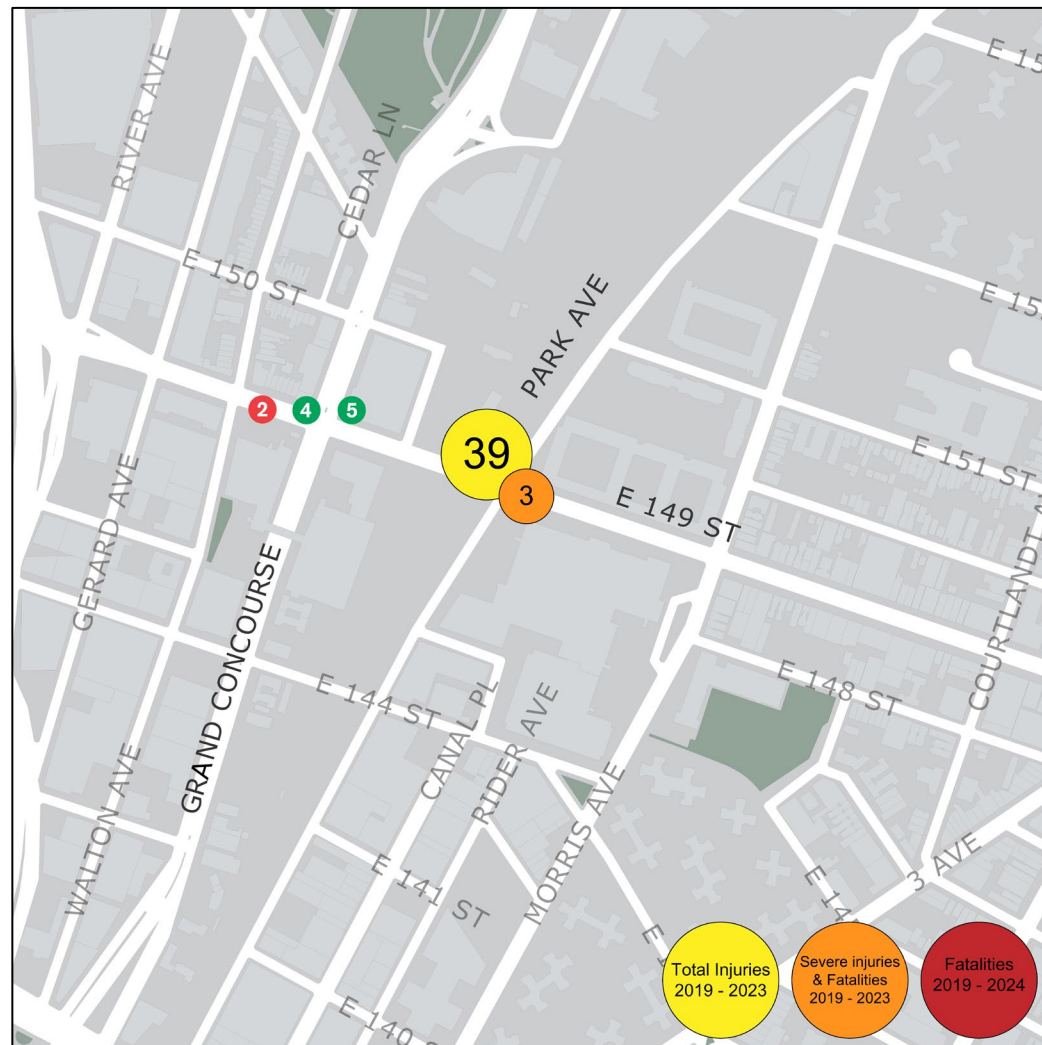 RIVER AVE
CEDAR LN
E 150 ST
PARK AVE
2
4
5
39
3
E 149 ST
E 151 ST
GERARD AVE
GRAND CONCOURSE
COURTLANDT
E 148 ST
E 144 ST
CANAL PL
RIDER AVE
MORRIS AVE
WALTON AVE
E 141 ST
3 AVE
E 140
Total Injuries
2019 - 2023
Severe injuries
& Fatalities
2019 - 2023
Fatalities
2019 - 2024